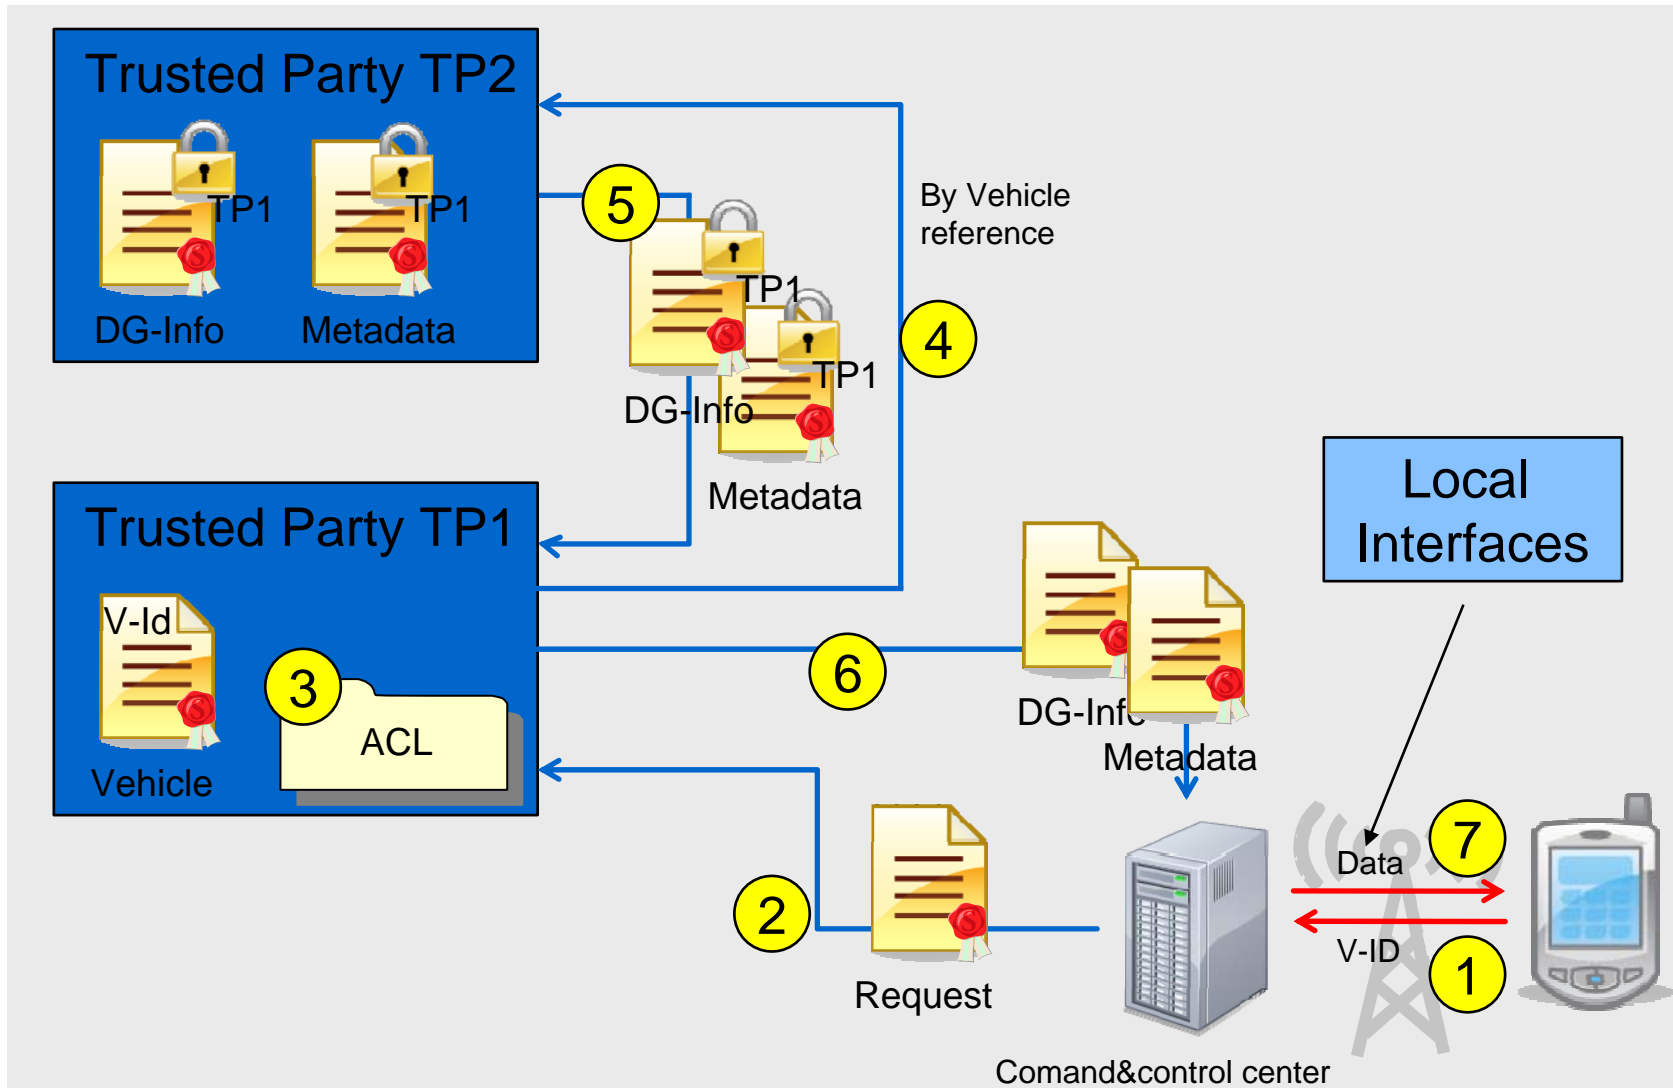 Trusted Party TP2
TP1
TP1
DG-Info
Metadata
5
TP1
TP1
DG-Info
Metadata
By Vehicle
reference
4
Trusted Party TP1
V-Id
Vehicle
3
ACL
6
DG-Info
Metadata
Local
Interfaces
2
Request
Data
7
V-ID
1
Comand&control center
S
S
S
S
S
S
S
S